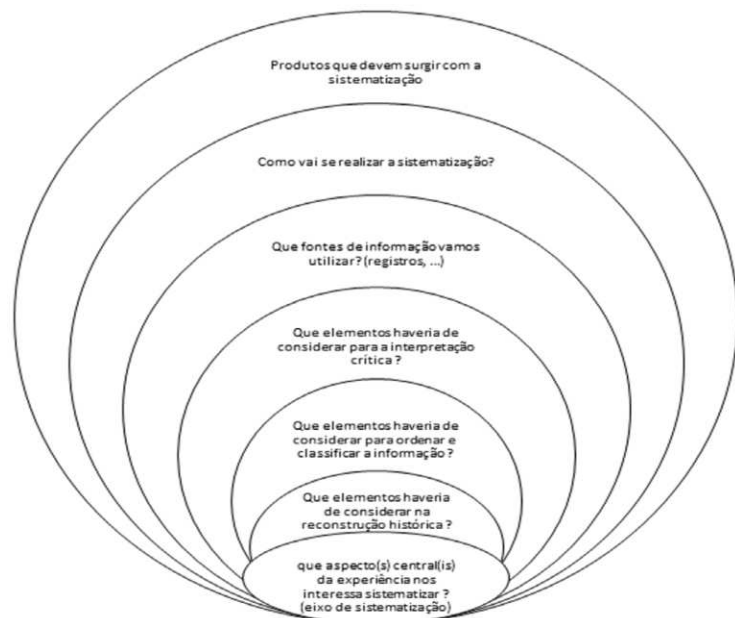 Produtos que devem surgir com a
sistematização
Como vai se realizar a sistematização?
Que fontes de informação vamos
utilizar? (registros, ...)
Que elementos haveria de
considerar para a interpretação
crítica ?
Que elementos haveria de
considerar para ordenar e
classificar a informação ?
Que elementos haveria
de considerar na
reconstrução histórica ?
que aspecto(s) central(is)
da experiência nos
interessa sistematizar ?
(eixo de sistematização)